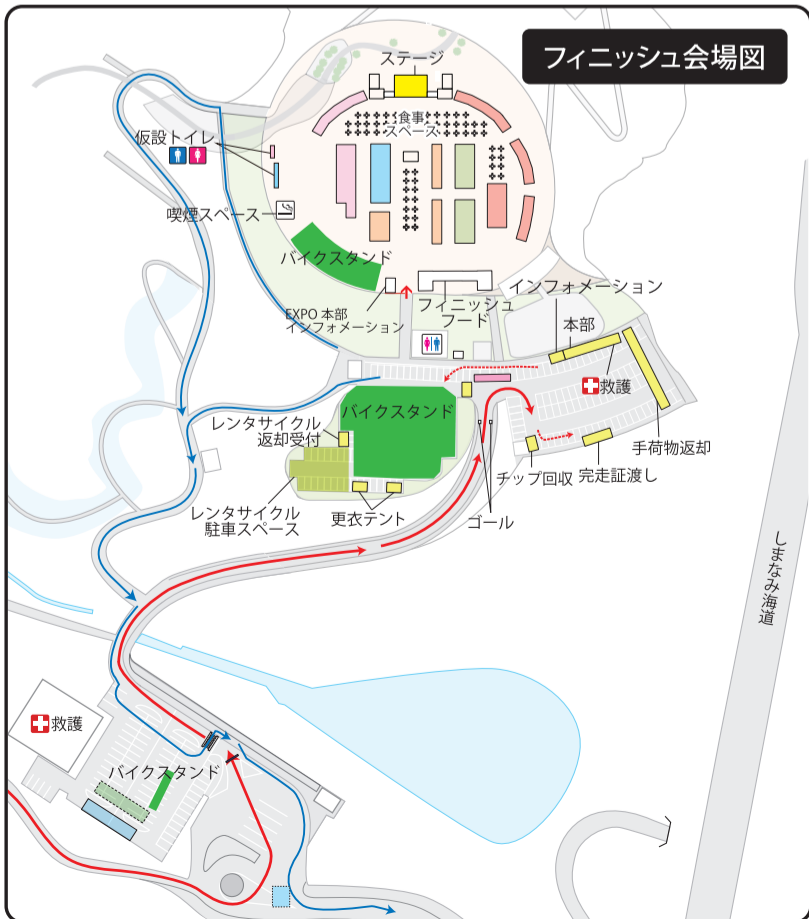 フィニッシュ会場図
ステージ
食事
スペース
仮設トイレ
喫煙スペース
バイクスタンド
EXPO 本部
インフォメーション
フィニッシュ
フード
インフォメーション
本部
救護
バイクスタンド
レンタサイクル
返却受付
手荷物返却
チップ回収
完走証渡し
レンタサイクル
駐車スペース
更衣テント
ゴール
しまなみ海道
救護
バイクスタンド